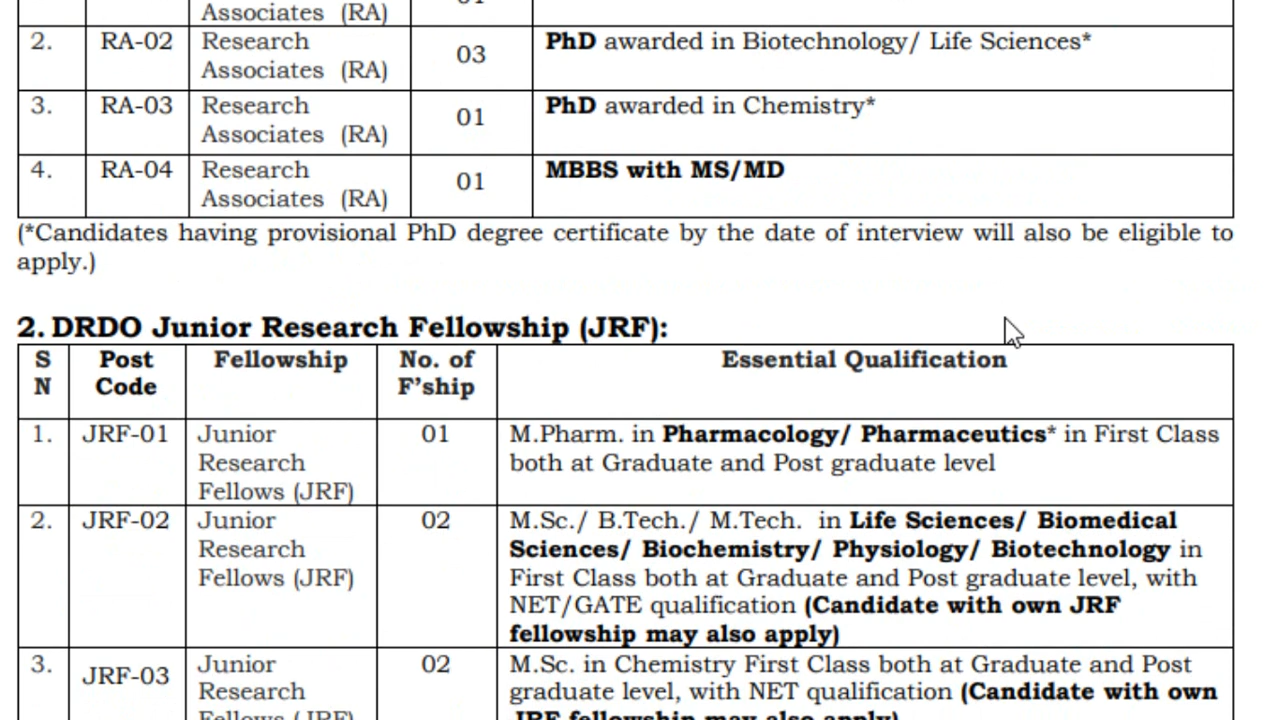 Associates (RA)
2. RA-02 Research 03 PhD awarded in Biotechnology/ Life Sciences*
Associates (RA)
3. RA-03 Research 01 PhD awarded in Chemistry*
Associates (RA)
4. RA-04 Research 01 MBBS with MS/MD
Associates (RA)
(*Candidates having provisional PhD degree certificate by the date of interview will also be eligible to
apply.)
2. DRDO Junior Research Fellowship (JRF):
S Post Fellowship No. of Essential Qualification
N Code F'ship
1. JRF-01 Junior 01 M.Pharm. in Pharmacology/ Pharmaceutics* in First Class
Research both at Graduate and Post graduate level
Fellows (JRF)
2. JRF-02 Junior 02 M.Sc./ B.Tech./ M.Tech. in Life Sciences/ Biomedical
Research Sciences/ Biochemistry/ Physiology/ Biotechnology in
Fellows (JRF) First Class both at Graduate and Post graduate level, with
NET/GATE qualification (Candidate with own JRF
fellowship may also apply)
3. JRF-03 Junior 02 M.Sc. in Chemistry First Class both at Graduate and Post
Research graduate level, with NET qualification (Candidate with own
Fellows (JRF) JRF fellowship may also apply)